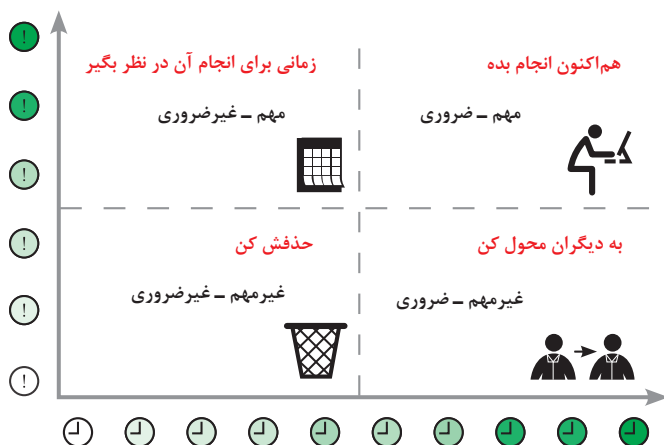 هم‌اکنون انجام بده
مهم ـ ضروری
زمانی برای انجام آن در نظر بگیر
مهم ـ غیرضروری
به دیگران محول کن
غیرمهم ـ ضروری
حذفش کن
غیرمهم ـ غیرضروری
!
!
!
!
!
!